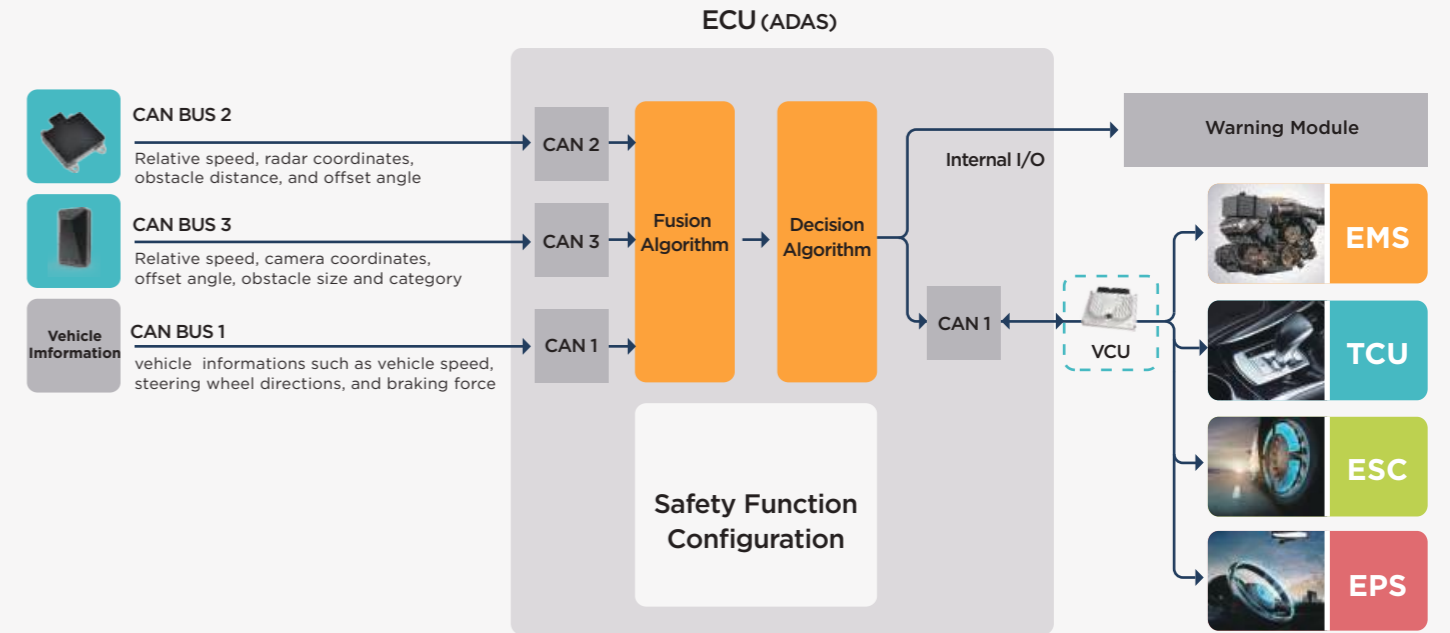 ECU (ADAS)
CAN BUS 2
Relative speed, radar coordinates,
obstacle distance, and offset angle
CAN BUS 3
Relative speed, camera coordinates,
offset angle, obstacle size and category
Vehicle
Imformation
CAN BUS 1
vehicle informations such as vehicle speed,
steering wheel directions, and braking force
CAN 2
CAN 3
CAN 1
Fusion
Algorithm
Decision
Algorithm
Safety Function
Configuration
Internal I/O
CAN 1
Warning Module
VCU
EMS
TCU
ESC
EPS